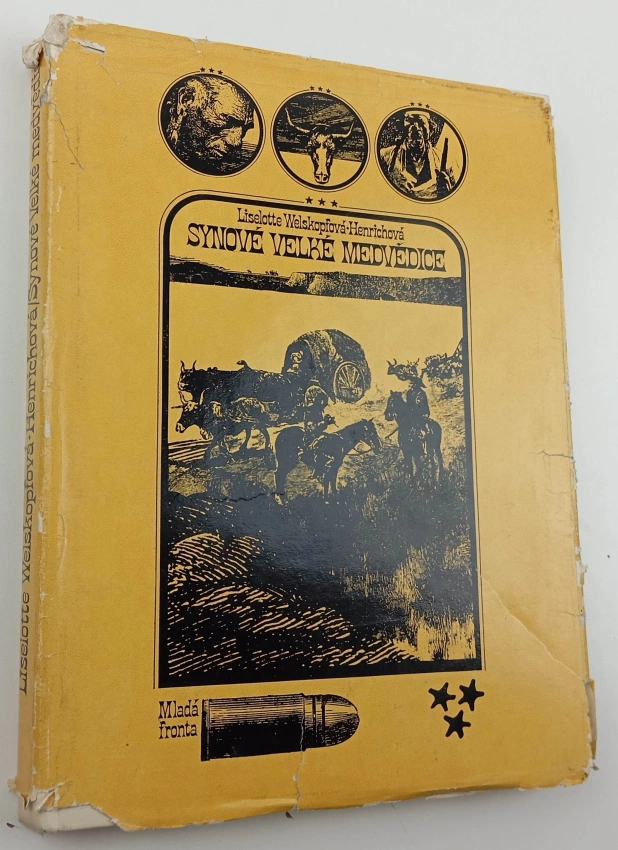 Liselotte Welskopfová-Henrichová
SYNOVÉ VELKÉ MEDVĚDICE
Mladá
fronta
Liselotte Welskopfová-Henrichová/Synové Velké medvědice